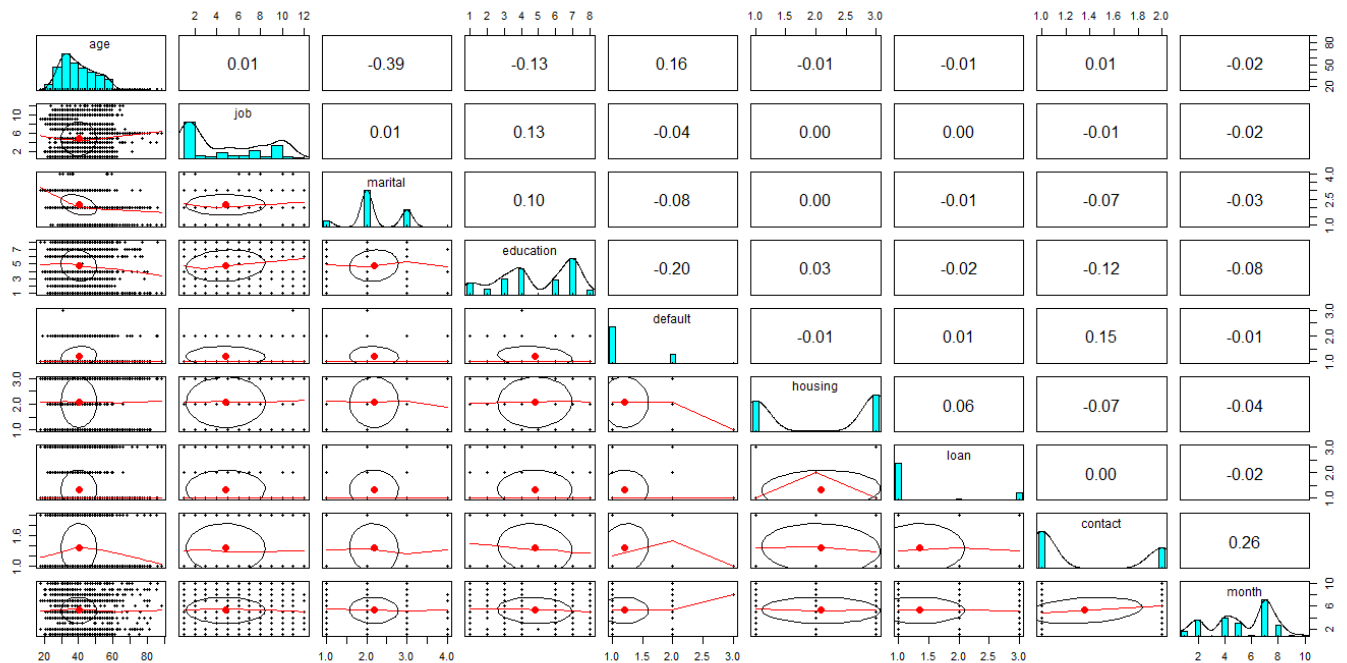 2 4 6 8 10 12 1 2 3 4 5 6 7 8 1.0 1.5 2.0 2.5 3.0 1.0 1.2 1.4 1.6 1.8 2.0
age 0.01 -0.39 -0.13 0.16 -0.01 -0.01 0.01 -0.02 20 50 80
2 6 10 job 0.01 0.13 -0.04 0.00 0.00 -0.01 -0.02
marital 0.10 -0.08 0.00 -0.01 -0.07 -0.03 1.0 2.5 4.0
1 3 5 7 education -0.20 0.03 -0.02 -0.12 -0.08
default -0.01 0.01 0.15 -0.01 1.0 2.0 3.0
1.0 2.0 3.0 housing 0.06 -0.07 -0.04
loan 0.00 -0.02 1.0 2.0 3.0
1.0 1.6 contact 0.26
month 2 6 10
20 40 60 80 1.0 2.0 3.0 4.0 1.0 1.5 2.0 2.5 3.0 1.0 1.5 2.0 2.5 3.0 2 4 6 8 10